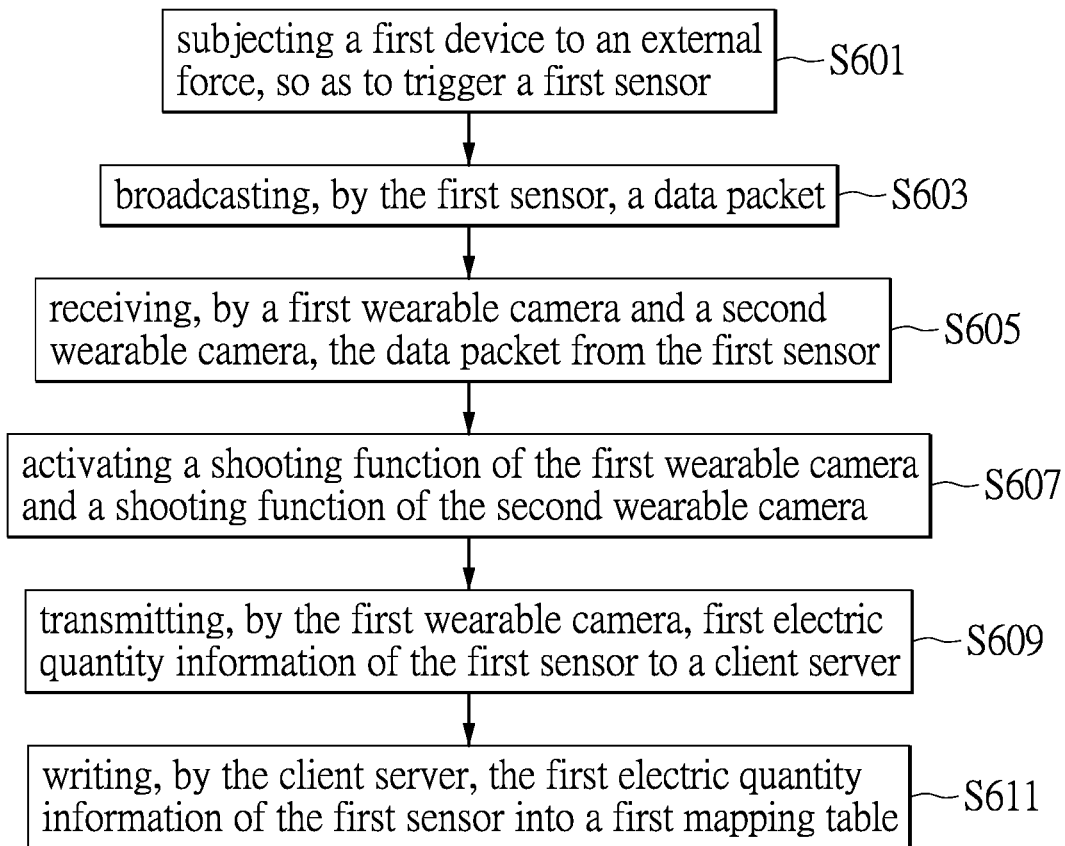 subjecting a first device to an external
force, so as to trigger a first sensor
S601
broadcasting, by the first sensor, a data packet
S603
receiving, by a first wearable camera and a second
wearable camera, the data packet from the first sensor
S605
activating a shooting function of the first wearable camera
and a shooting function of the second wearable camera
S607
transmitting, by the first wearable camera, first electric
quantity information of the first sensor to a client server
S609
writing, by the client server, the first electric quantity
information of the first sensor into a first mapping table
S611